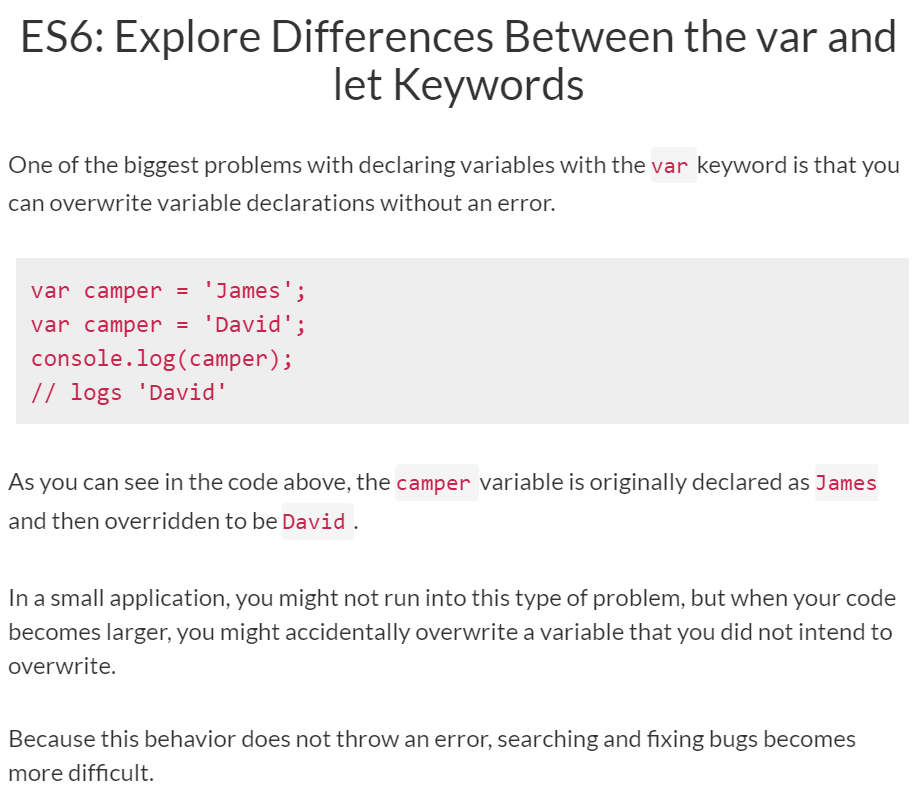 ES6: Explore Differences Between the var and
let Keywords
One of the biggest problems with declaring variables with the var keyword is that you
can overwrite variable declarations without an error.
var camper = 'James';
var camper = 'David';
console.log(camper);
// logs 'David'
As you can see in the code above, the camper variable is originally declared as James
and then overridden to be David .
In a small application, you might not run into this type of problem, but when your code
becomes larger, you might accidentally overwrite a variable that you did not intend to
overwrite.
Because this behavior does not throw an error, searching and fixing bugs becomes
more difficult.